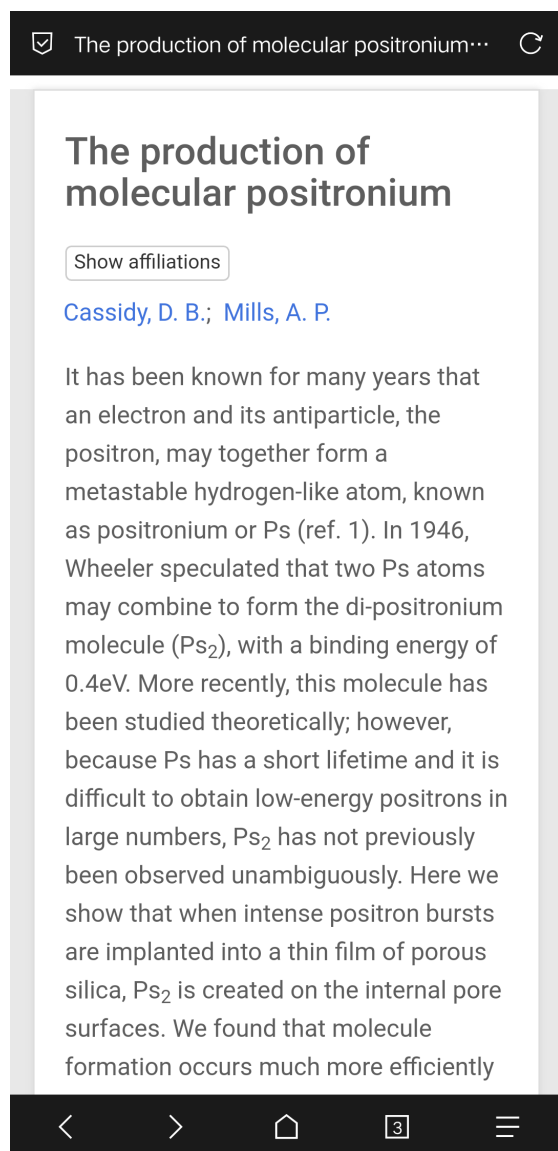 The production of molecular positronium···
The production of
molecular positronium
Show affiliations
Cassidy, D. B.; Mills, A. P.
It has been known for many years that
an electron and its antiparticle, the
positron, may together form a
metastable hydrogen-like atom, known
as positronium or Ps (ref. 1). In 1946,
Wheeler speculated that two Ps atoms
may combine to form the di-positronium
molecule (Ps₂), with a binding energy of
0.4eV. More recently, this molecule has
been studied theoretically; however,
because Ps has a short lifetime and it is
difficult to obtain low-energy positrons in
large numbers, Ps₂ has not previously
been observed unambiguously. Here we
show that when intense positron bursts
are implanted into a thin film of porous
silica, Ps₂ is created on the internal pore
surfaces. We found that molecule
formation occurs much more efficiently
3